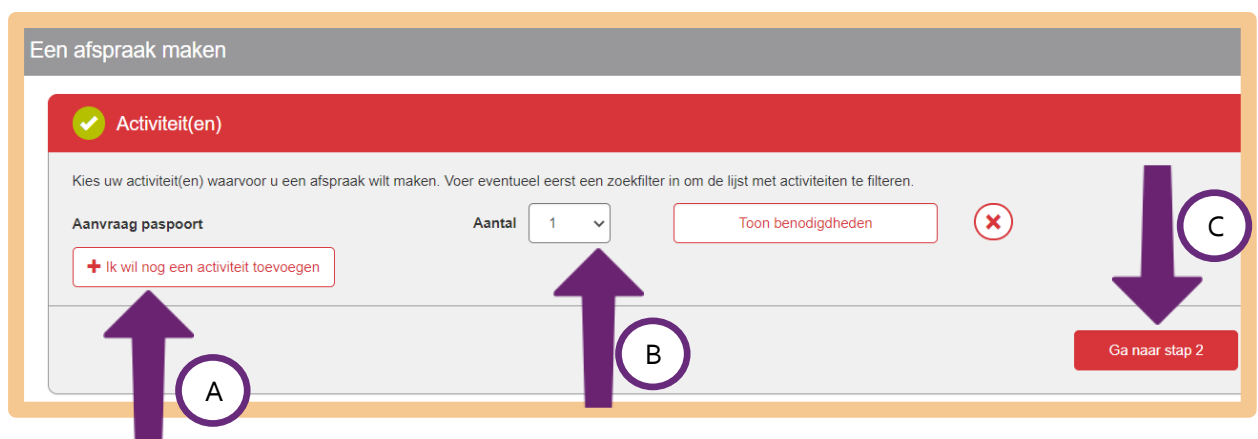 Een afspraak maken
Activiteit(en)
Kies uw activiteit(en) waarvoor u een afspraak wilt maken. Voer eventueel eerst een zoekfilter in om de lijst met activiteiten te filteren.
Aanvraag paspoort Aantal 1 Toon benodigdheden
C
+ Ik wil nog een activiteit toevoegen
B
Ga naar stap 2
A